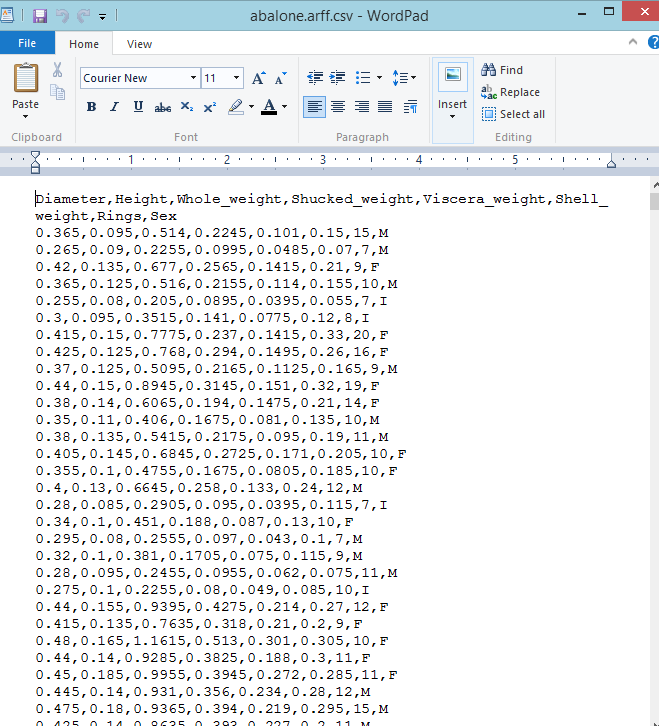 abalone.arff.csv - WordPad
File
Home
View
Paste
Clipboard
Courier New
11
A A
B I U abc X₂ X² A
Font
Paragraph
Insert
Find
Replace
Select all
Editing
1 2 3 4 5
Diameter,Height,Whole_weight,Shucked_weight,Viscera_weight,Shell_
weight,Rings,Sex
0.365,0.095,0.514,0.2245,0.101,0.15,15,M
0.265,0.09,0.2255,0.0995,0.0485,0.07,7,M
0.42,0.135,0.677,0.2565,0.1415,0.21,9,F
0.365,0.125,0.516,0.2155,0.114,0.155,10,M
0.255,0.08,0.205,0.0895,0.0395,0.055,7,I
0.3,0.095,0.3515,0.141,0.0775,0.12,8,I
0.415,0.15,0.7775,0.237,0.1415,0.33,20,F
0.425,0.125,0.768,0.294,0.1495,0.26,16,F
0.37,0.125,0.5095,0.2165,0.1125,0.165,9,M
0.44,0.15,0.8945,0.3145,0.151,0.32,19,F
0.38,0.14,0.6065,0.194,0.1475,0.21,14,F
0.35,0.11,0.406,0.1675,0.081,0.135,10,M
0.38,0.135,0.5415,0.2175,0.095,0.19,11,M
0.405,0.145,0.6845,0.2725,0.171,0.205,10,F
0.355,0.1,0.4755,0.1675,0.0805,0.185,10,F
0.4,0.13,0.6645,0.258,0.133,0.24,12,M
0.28,0.085,0.2905,0.095,0.0395,0.115,7,I
0.34,0.1,0.451,0.188,0.087,0.13,10,F
0.295,0.08,0.2555,0.097,0.043,0.1,7,M
0.32,0.1,0.381,0.1705,0.075,0.115,9,M
0.28,0.095,0.2455,0.0955,0.062,0.075,11,M
0.275,0.1,0.2255,0.08,0.049,0.085,10,I
0.44,0.155,0.9395,0.4275,0.214,0.27,12,F
0.415,0.135,0.7635,0.318,0.21,0.2,9,F
0.48,0.165,1.1615,0.513,0.301,0.305,10,F
0.44,0.14,0.9285,0.3825,0.188,0.3,11,F
0.45,0.185,0.9955,0.3945,0.272,0.285,11,F
0.445,0.14,0.931,0.356,0.234,0.28,12,M
0.475,0.18,0.9365,0.394,0.219,0.295,15,M
0.425,0.14,0.8635,0.393,0.227,0.2,11,M